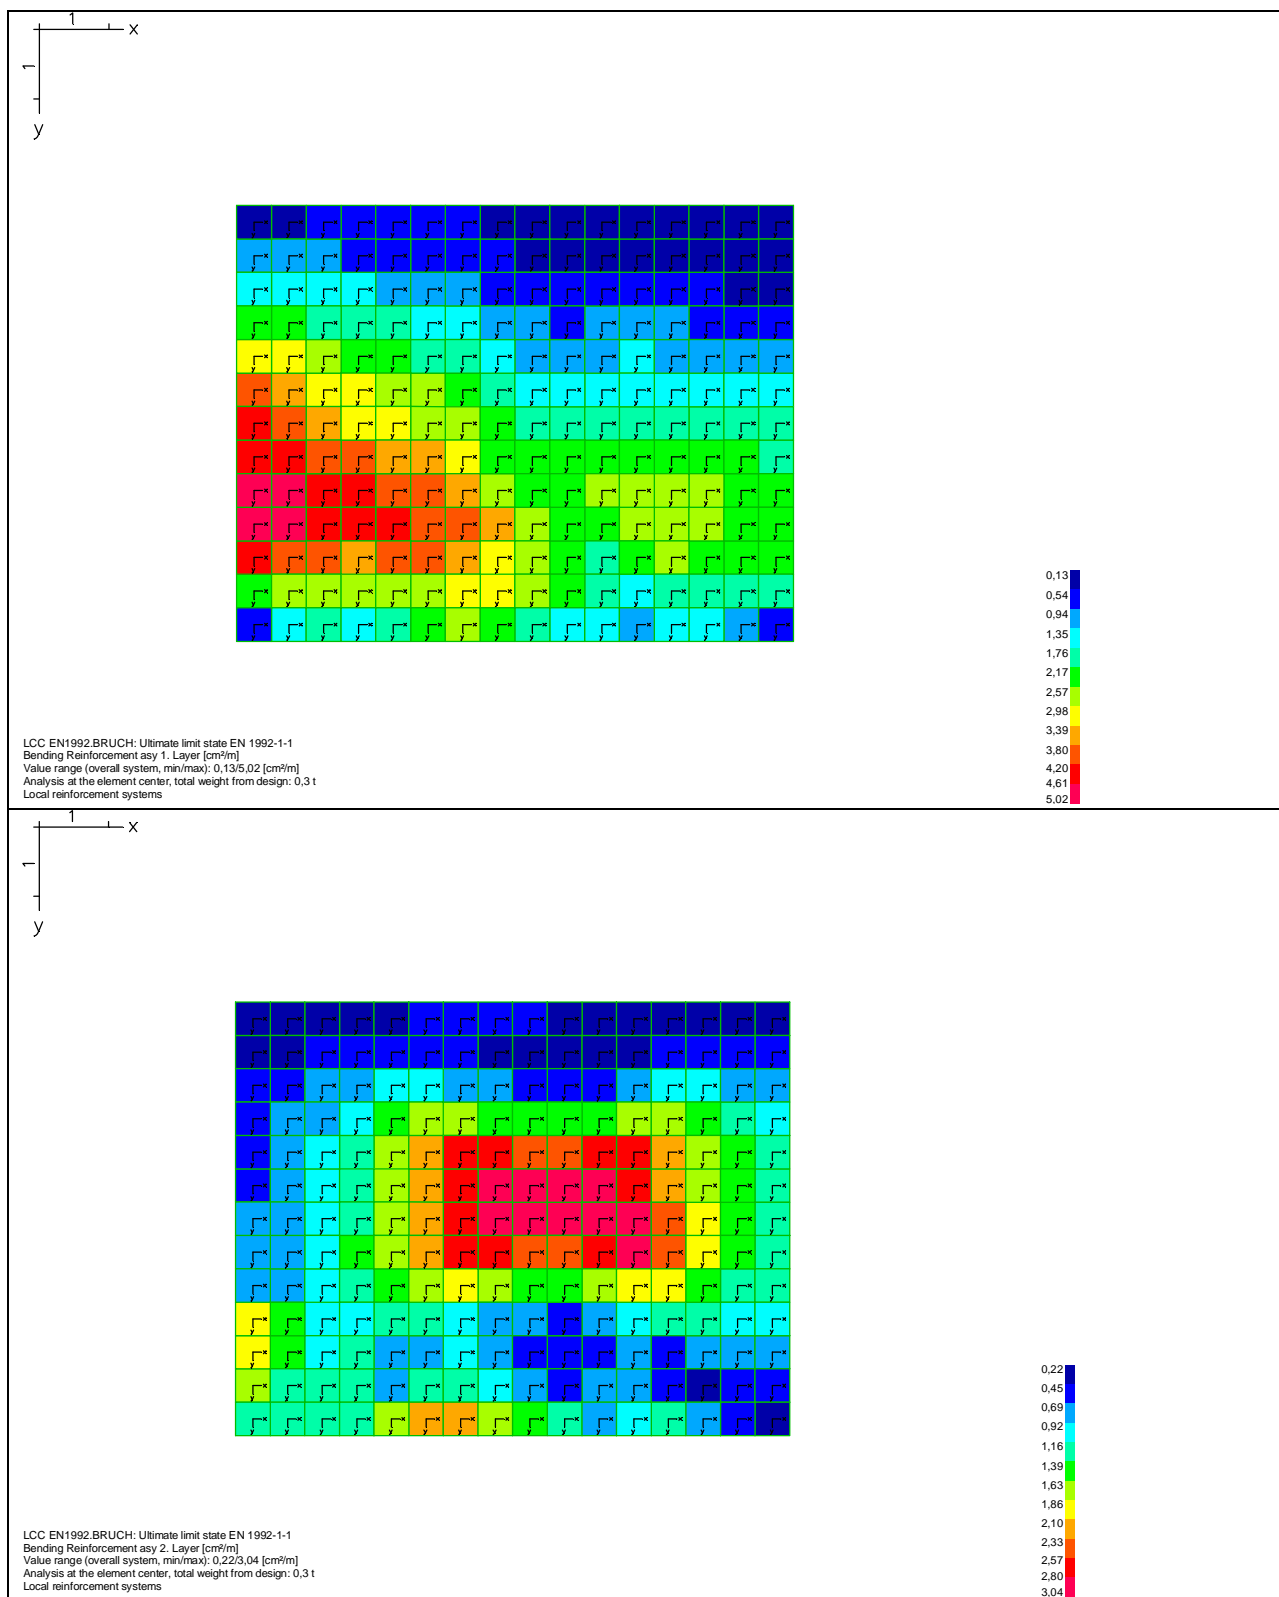 1
x
1
y
0,13
0,54
0,94
1,35
1,76
2,17
2,57
2,98
3,39
3,80
4,20
4,61
5,02
LCC EN1992.BRUCH: Ultimate limit state EN 1992-1-1
Bending Reinforcement asy 1. Layer [cm²/m]
Value range (overall system, min/max): 0,13/5,02 [cm²/m]
Analysis at the element center, total weight from design: 0,3 t
Local reinforcement systems
1
x
1
y
0,22
0,45
0,69
0,92
1,16
1,39
1,63
1,86
2,10
2,33
2,57
2,80
3,04
LCC EN1992.BRUCH: Ultimate limit state EN 1992-1-1
Bending Reinforcement asy 2. Layer [cm²/m]
Value range (overall system, min/max): 0,22/3,04 [cm²/m]
Analysis at the element center, total weight from design: 0,3 t
Local reinforcement systems